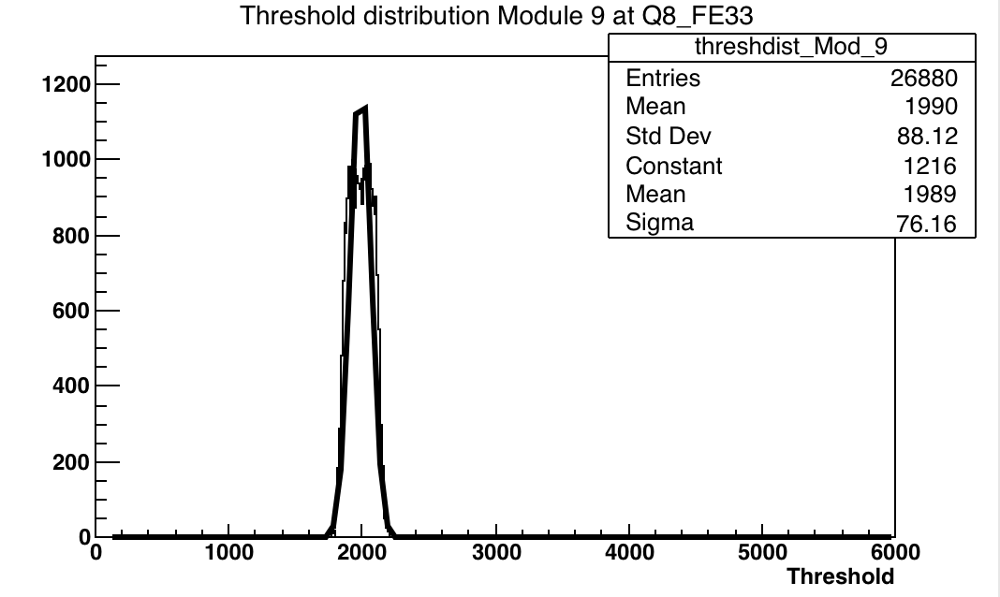 Threshold distribution Module 9 at Q8_FE33
threshdist_Mod_9
Entries 26880
Mean 1990
Std Dev 88.12
Constant 1216
Mean 1989
Sigma 76.16
1200
1000
800
600
400
200
0
0 1000 2000 3000 4000 5000 6000
Threshold